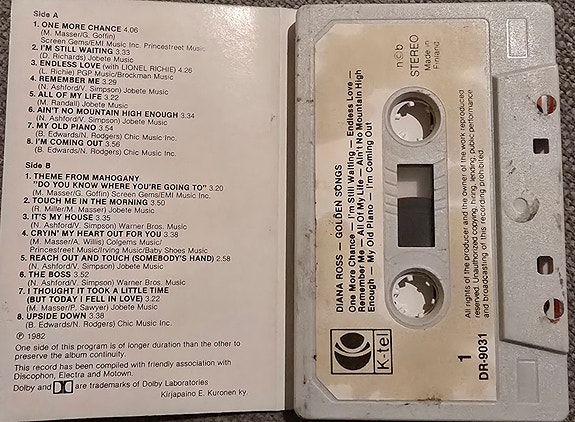 Side A
1. ONE MORE CHANCE 4.06
(M. Masser/G. Goffin)
Screen Gems/EMI Music Inc. Princestreet Music
2. I'M STILL WAITING 3.33
(D. Richards) Jobete Music
3. ENDLESS LOVE (with LIONEL RICHIE) 4.26
(L. Richie) PGP Music/Brockman Music
4. REMEMBER ME 3.29
(N. Ashford/V. Simpson) Jobete Music
5. ALL OF MY LIFE 3.22
(M. Randall) Jobete Music
6. AIN'T NO MOUNTAIN HIGH ENOUGH 3.34
(N. Ashford/V. Simpson) Jobete Music
7. MY OLD PIANO 3.54
(B. Edwards/N. Rodgers) Chic Music Inc.
8. I'M COMING OUT 3.56
(B. Edwards/N. Rodgers) Chic Music Inc.
Side B
1. THEME FROM MAHOGANY
"DO YOU KNOW WHERE YOU'RE GOING TO" 3.20
(M. Masser/G. Goffin) Screen Gems/EMI Music Inc.
2. TOUCH ME IN THE MORNING 3.50
(R. Miller/M. Masser) Jobete Music
3. IT'S MY HOUSE 3.35
(N. Ashford/V. Simpson) Warner Bros. Music
4. CRYIN' MY HEART OUT FOR YOU 3.38
(M. Masser/A. Willis) Colgems Music/
Princestreet Music/Irving Music/Baby Shoes Music
5. REACH OUT AND TOUCH (SOMEBODY'S HAND) 2.58
(N. Ashford/V. Simpson) Jobete Music
6. THE BOSS 3.52
(N. Ashford/V. Simpson) Warner Bros. Music
7. I THOUGHT IT TOOK A LITTLE TIME
(BUT TODAY I FELL IN LOVE) 3.22
(M. Masser/P. Sawyer) Jobete Music
8. UPSIDE DOWN 3.38
(B. Edwards/N. Rodgers) Chic Music Inc.
Ⓟ 1982
One side of this program is of longer duration than the other to
preserve the album continuity.
This record has been compiled with friendly association with
Discophon, Electra and Motown.
Dolby and are trademarks of Dolby Laboratories
Kirjapaino E. Kuronen ky.
DIANA ROSS — GOLDEN SONGS
One More Chance — I'm Still Waiting — Endless Love —
Remember Me — All Of My Life — Ain't No Mountain High
Enough — My Old Piano — I'm Coming Out
n©b
STEREO
Made in
Finland
K-tel
1
DR-9031
All rights of the producer and the owner of the work reproduced
reserved. Unauthorized copying, hiring, lending, public performance
and broadcasting of this recording prohibited